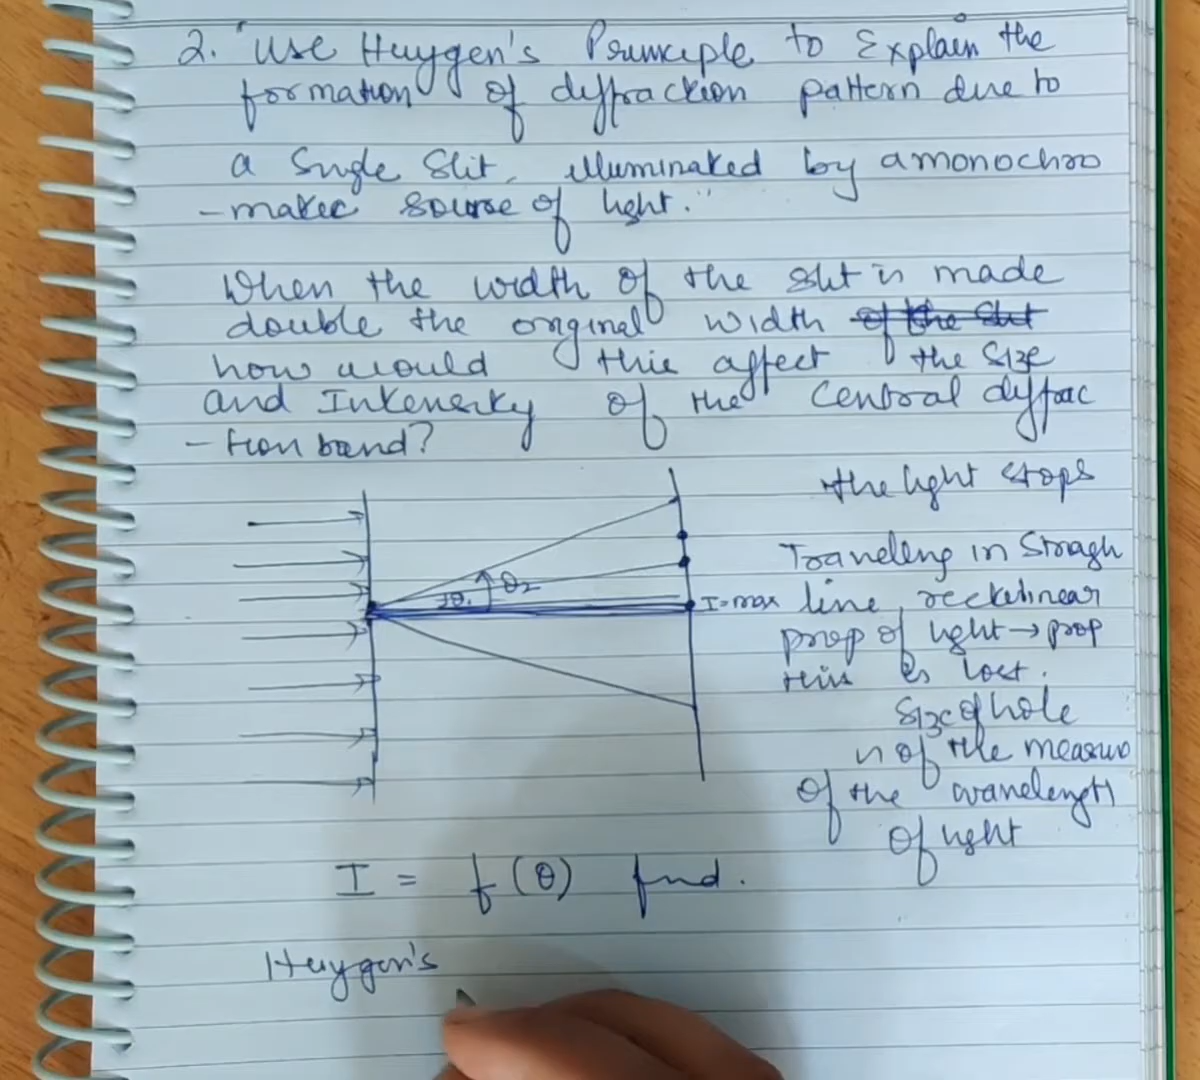 2. "Use Huygen's Principle to Explain the
formation of diffraction pattern due to
a Single Slit, illuminated by a monochro
-matic source of light."
When the width of the slit is made
double the original width of the slit
how would this affect the size
and Intensity of the central diffrac
-tion band?
the light stops
Traveling in Straigh
line, rectelinear
prop of light → prop
this is lost.
Size of hole
is of the measure
of the wavelength
of light
θ2
θ1
I=max
I = f(θ) find.
Huygen's